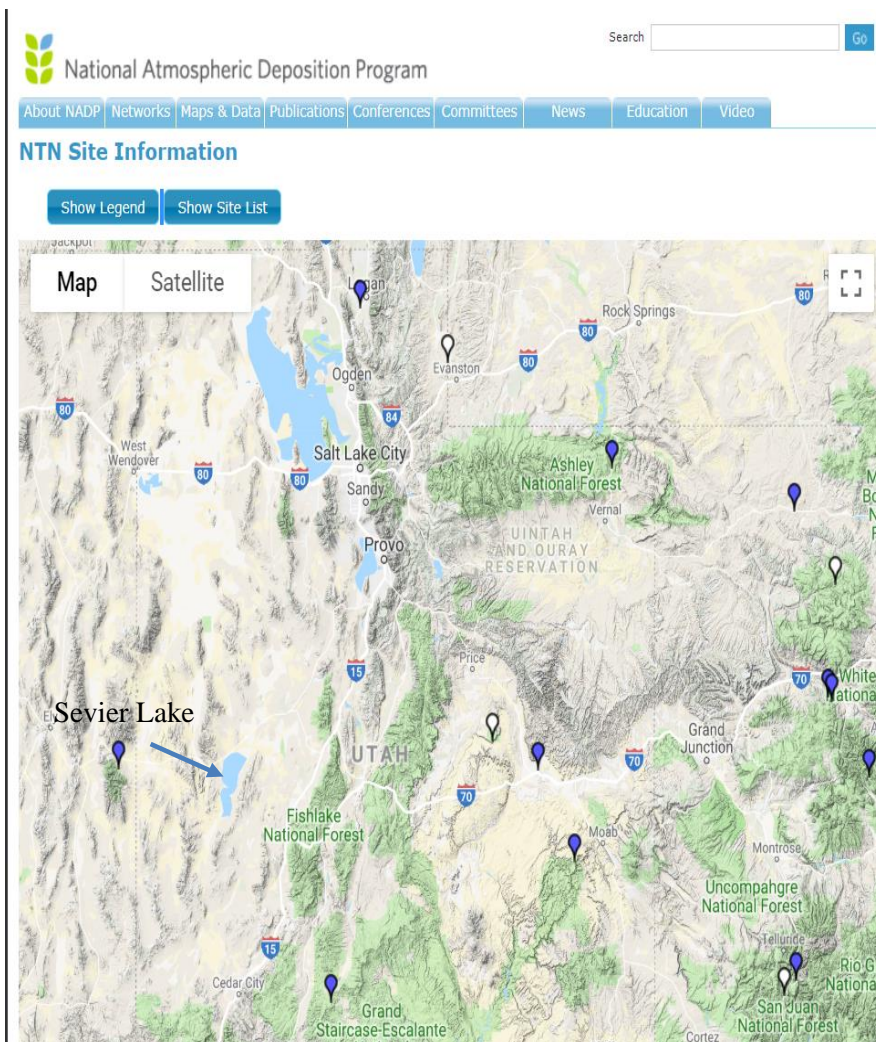 Search
Go
National Atmospheric Deposition Program
About NADP Networks Maps & Data Publications Conferences Committees News Education Video
NTN Site Information
Show Legend Show Site List
Jackpot
Map Satellite
Logan
80
Rock Springs
80
Evanston
80
Ogden
80
84
West
Wendover
Salt Lake City
80
80
Ashley
National Forest
Sandy
Vernal
Provo
UINTAH
AND OURAY
RESERVATION
Price
15
70
White
Sevier Lake
Grand
Junction
UTAH
70
70
Fishlake
National Forest
Moab
Montrose
Uncompahgre
National Forest
Telluride
15
Cedar City
Rio G
Nationa
Grand
Staircase-Escalante
San Juan
National Forest
Cortez